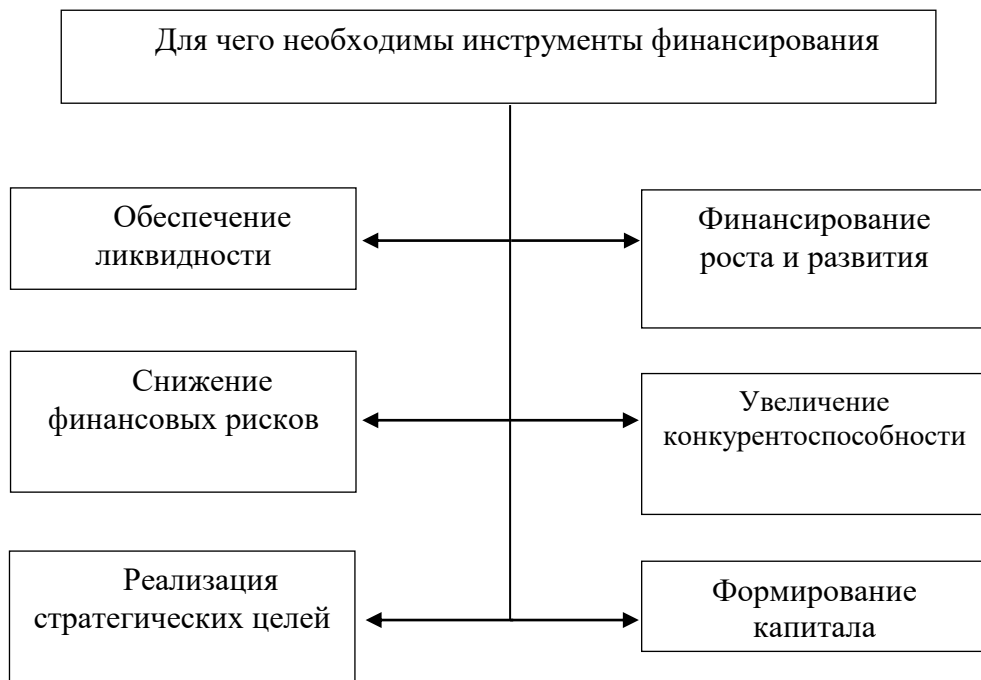 Для чего необходимы инструменты финансирования
Обеспечение
ликвидности
Финансирование
роста и развития
Снижение
финансовых рисков
Увеличение
конкурентоспособности
Реализация
стратегических целей
Формирование
капитала